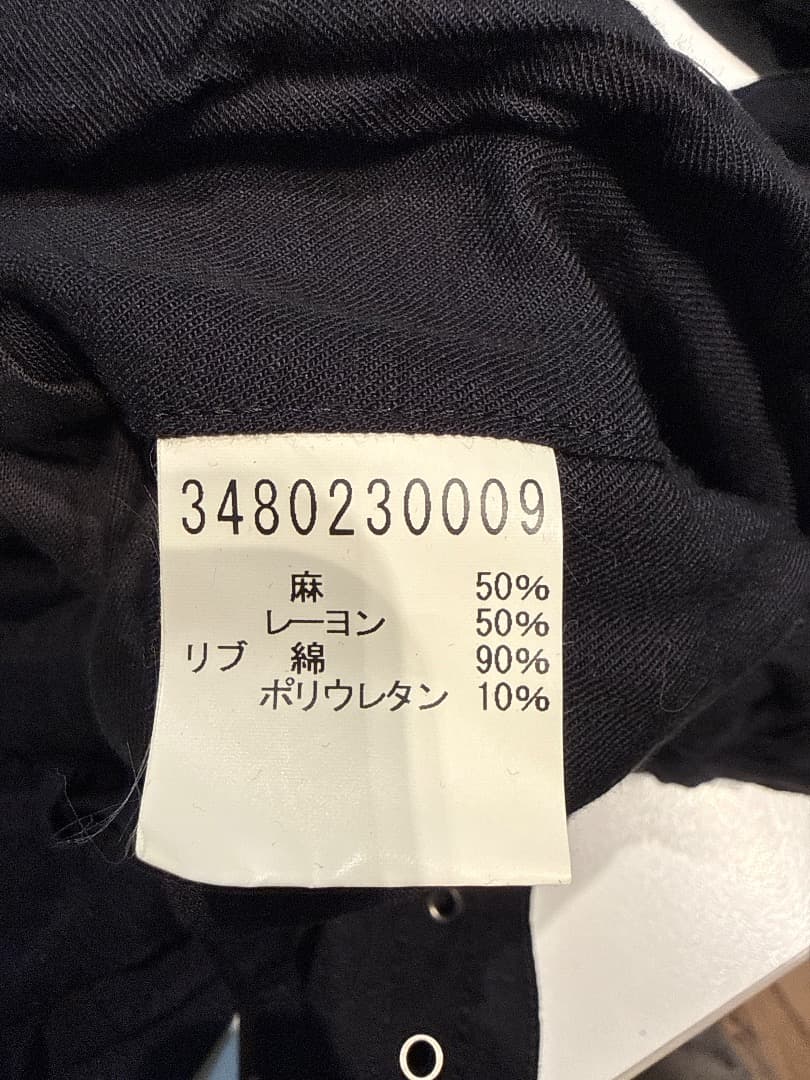 3480230009
麻 50%
レーヨン 50%
リブ 綿 90%
ポリウレタン 10%